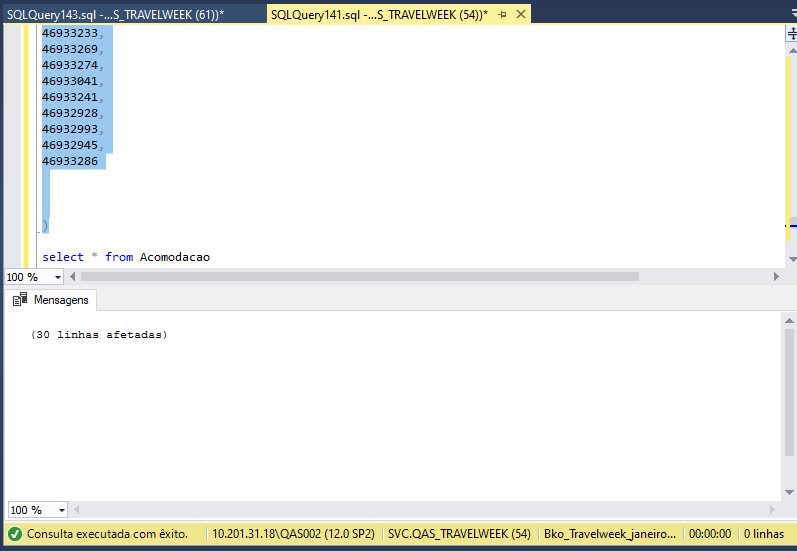 SQLQuery143.sql -...S_TRAVELWEEK (61))* SQLQuery141.sql -...S_TRAVELWEEK (54))*
46933233,
46933269,
46933274,
46933041,
46933241,
46932928,
46932993,
46932945,
46933286
)
select * from Acomodacao
100 %
Mensagens
(30 linhas afetadas)
100 %
Consulta executada com êxito. 10.201.31.18\QAS002 (12.0 SP2) SVC.QAS_TRAVELWEEK (54) Bko_Travelweek_janeiro... 00:00:00 0 linhas